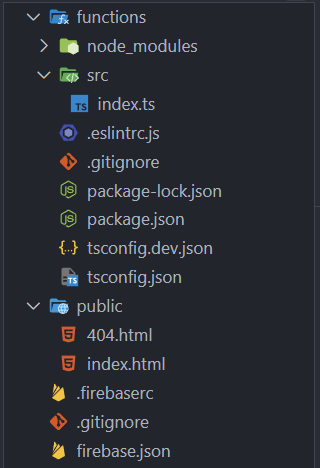 functions
node_modules
src
index.ts
.eslintrc.js
.gitignore
package-lock.json
package.json
tsconfig.dev.json
tsconfig.json
public
404.html
index.html
.firebaserc
.gitignore
firebase.json